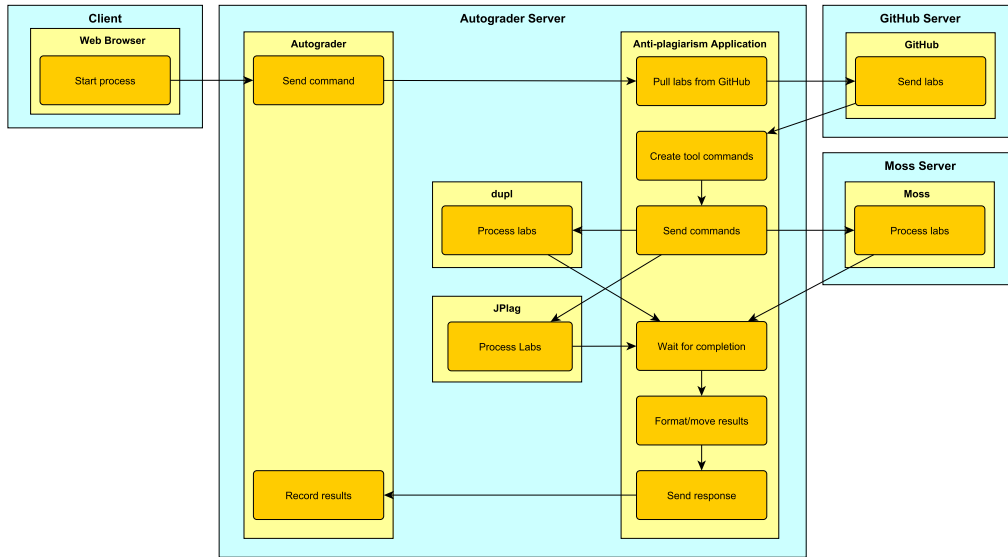 Client
Autograder Server
GitHub Server
Web Browser
Autograder
Anti-plagiarism Application
GitHub
Start process
Send command
Pull labs from GitHub
Send labs
Create tool commands
Moss Server
dupl
Moss
Process labs
Send commands
Process labs
JPlag
Process Labs
Wait for completion
Format/move results
Record results
Send response